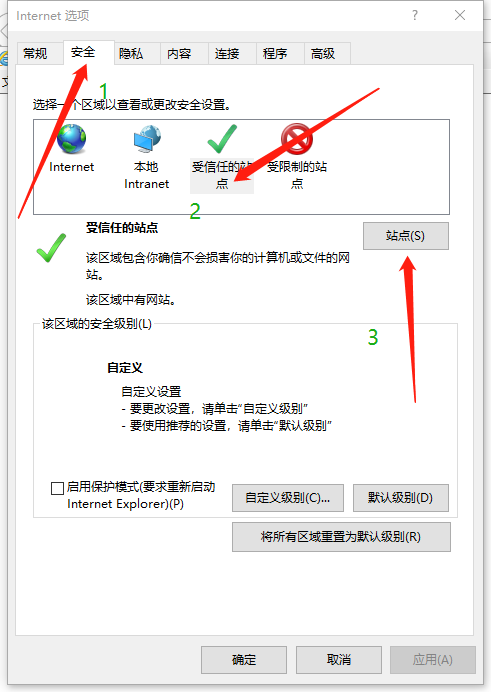 Internet 选项
?
常规 安全 隐私 内容 连接 程序 高级
1
选择一个区域以查看或更改安全设置。
Internet 本地 受信任的站 受限制的站
Intranet 点 点
2
受信任的站点
站点(S)
该区域包含你确信不会损害你的计算机或文件的网
站。
该区域中有网站。
该区域的安全级别(L)
3
自定义
自定义设置
- 要更改设置，请单击“自定义级别”
- 要使用推荐的设置，请单击“默认级别”
启用保护模式(要求重新启动
Internet Explorer)(P)
自定义级别(C)... 默认级别(D)
将所有区域重置为默认级别(R)
确定 取消 应用(A)